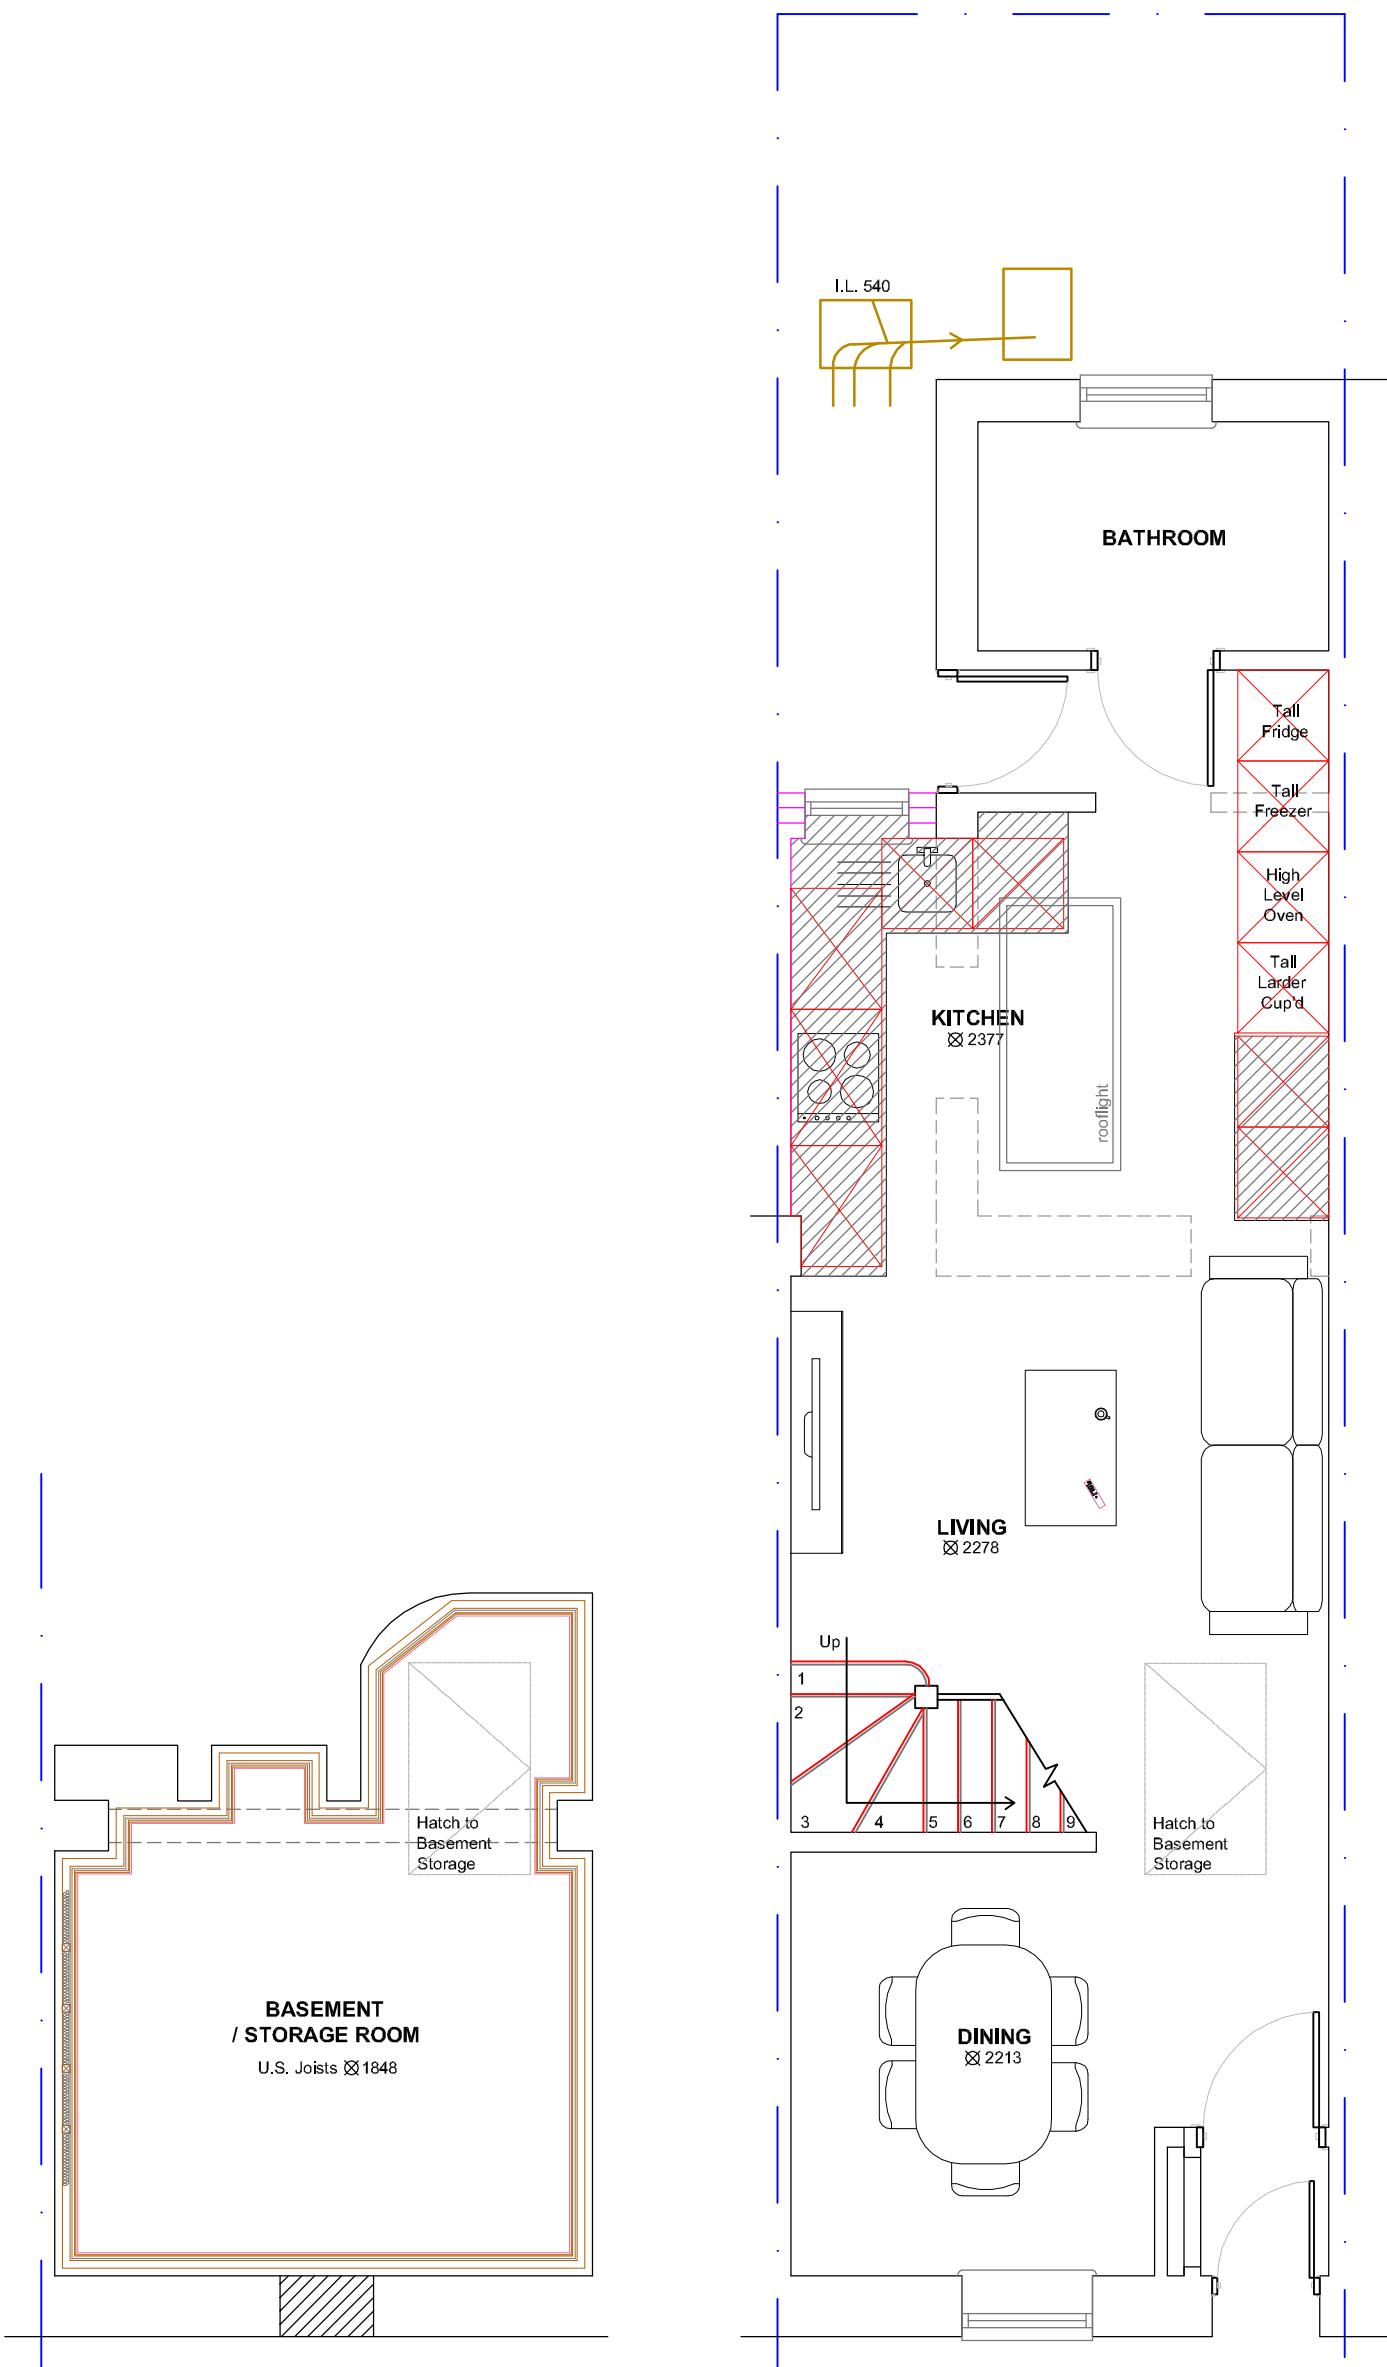 I.L. 540
BATHROOM
Tall
Fridge
Tall
Freezer
High
Level
Oven
Tall
Larder
Cup'd
KITCHEN
2377
rooflight
LIVING
2278
Up
1
2
3
4
5
6
7
8
9
Hatch to
Basement
Storage
Hatch to
Basement
Storage
BASEMENT
/ STORAGE ROOM
U.S. Joists 1848
DINING
2213